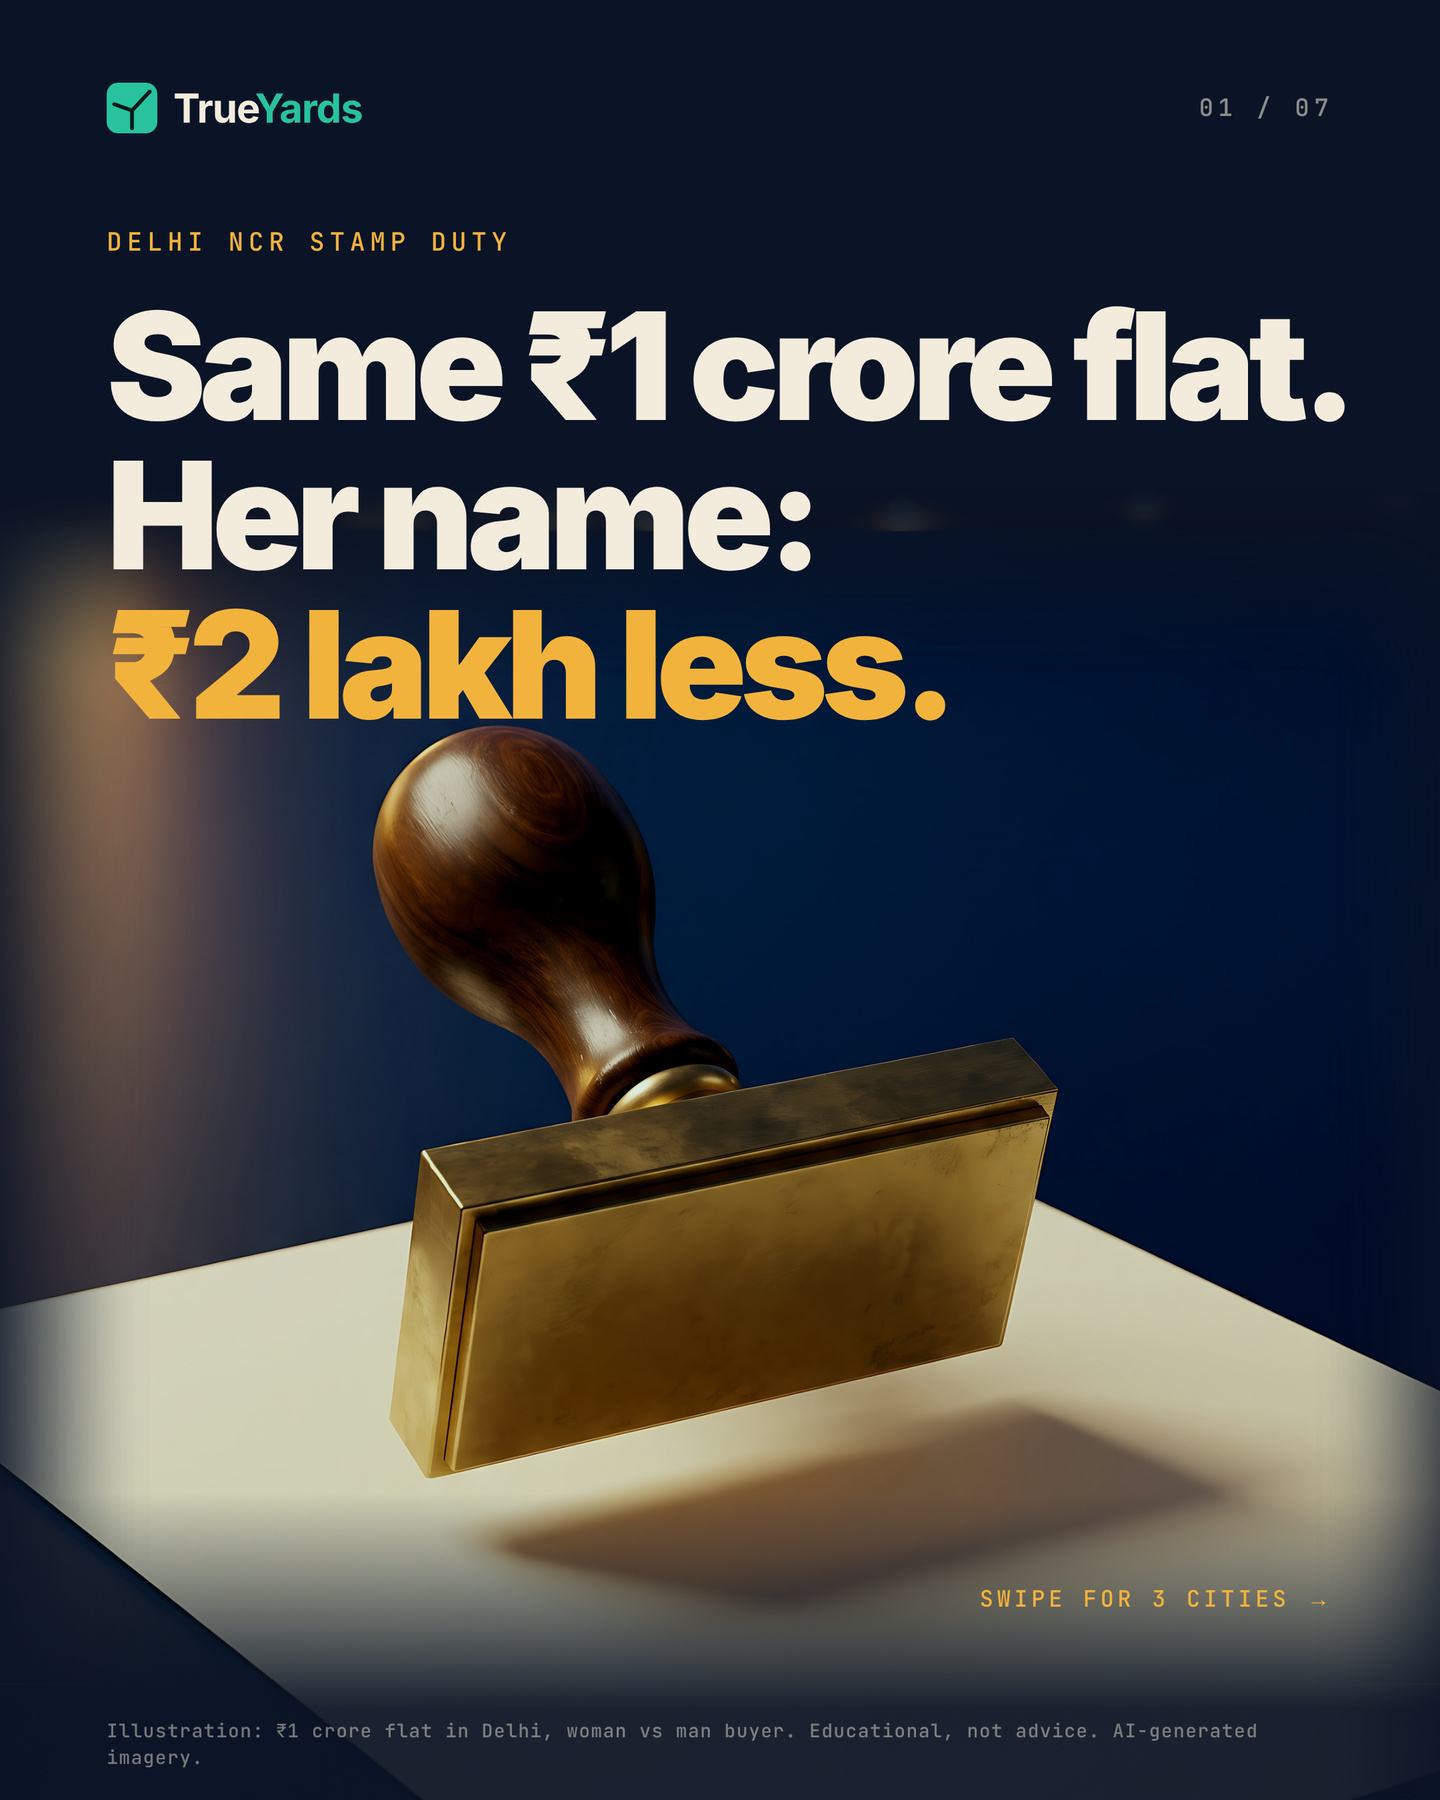 TrueYards
01 / 07
DELHI NCR STAMP DUTY
Same ₹1 crore flat.
Her name:
₹2 lakh less.
SWIPE FOR 3 CITIES →
Illustration: ₹1 crore flat in Delhi, woman vs man buyer. Educational, not advice. AI-generated
imagery.